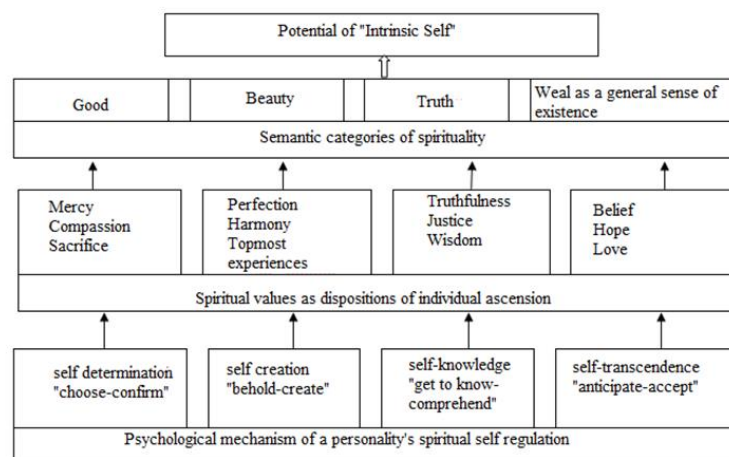 Potential of "Intrinsic Self"
Good
Beauty
Truth
Weal as a general sense of
existence
Semantic categories of spirituality
Mercy
Compassion
Sacrifice
Perfection
Harmony
Topmost
experiences
Truthfulness
Justice
Wisdom
Belief
Hope
Love
Spiritual values as dispositions of individual ascension
self determination
"choose-confirm"
self creation
"behold-create"
self-knowledge
"get to know-
comprehend"
self-transcendence
"anticipate-accept"
Psychological mechanism of a personality's spiritual self regulation